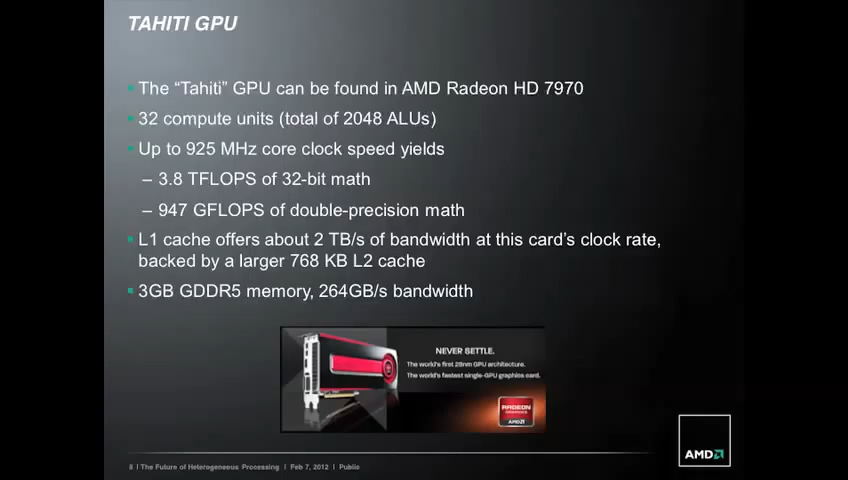 TAHITI GPU
The “Tahiti” GPU can be found in AMD Radeon HD 7970
32 compute units (total of 2048 ALUs)
Up to 925 MHz core clock speed yields
– 3.8 TFLOPS of 32-bit math
– 947 GFLOPS of double-precision math
L1 cache offers about 2 TB/s of bandwidth at this card’s clock rate,
backed by a larger 768 KB L2 cache
3GB GDDR5 memory, 264GB/s bandwidth
NEVER SETTLE.
The world's first 28nm GPU architecture.
The world's fastest single-GPU graphics card.
RADEON
GRAPHICS
AMD
8 | The Future of Heterogeneous Processing | Feb 7, 2012 | Public
AMD